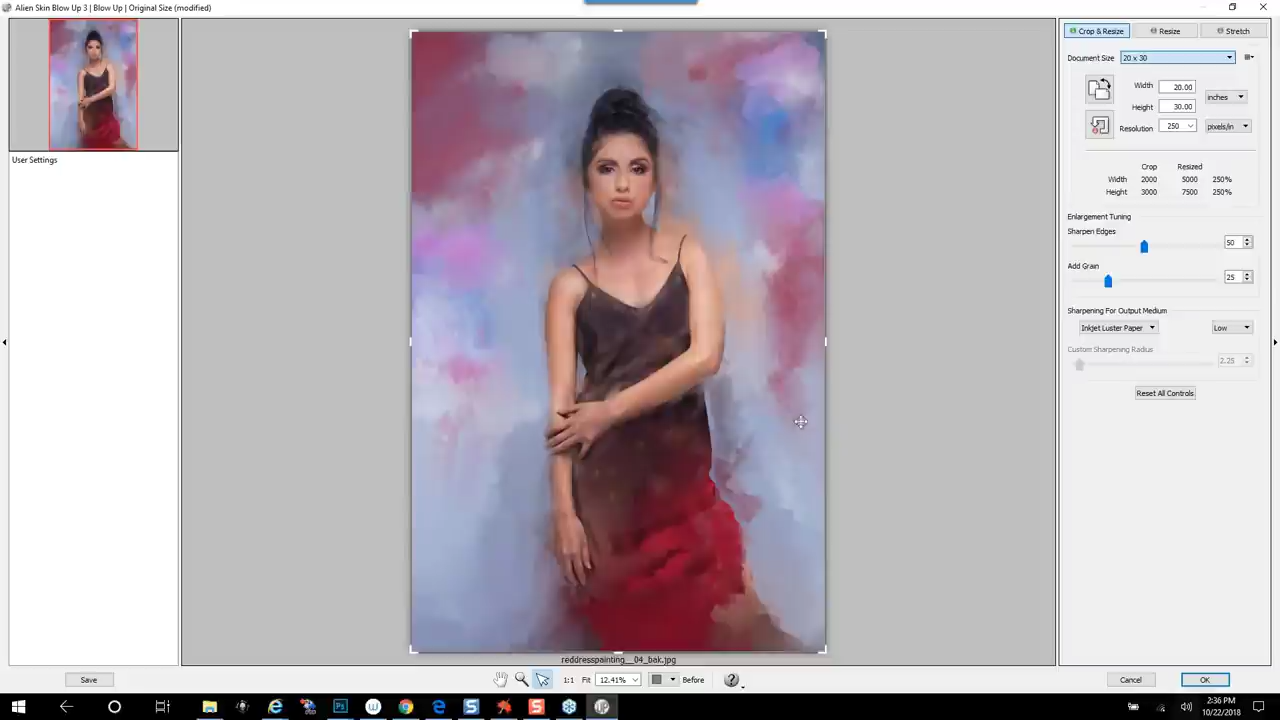 Alien Skin Blow Up 3 | Blow Up | Original Size (modified)
User Settings
Save
reddresspainting__04_bak.jpg
1:1 Fit 12.41% Before ?
Crop & Resize Resize Stretch
Document Size 20 x 30
Width 20.00 inches
Height 30.00
Resolution 250 pixels/in
Crop Resized
Width 2000 5000 250%
Height 3000 7500 250%
Enlargement Tuning
Sharpen Edges
50
Add Grain
25
Sharpening For Output Medium
Inkjet Luster Paper Low
Custom Sharpening Radius
2.25
Reset All Controls
Cancel OK
2:36 PM
10/22/2018